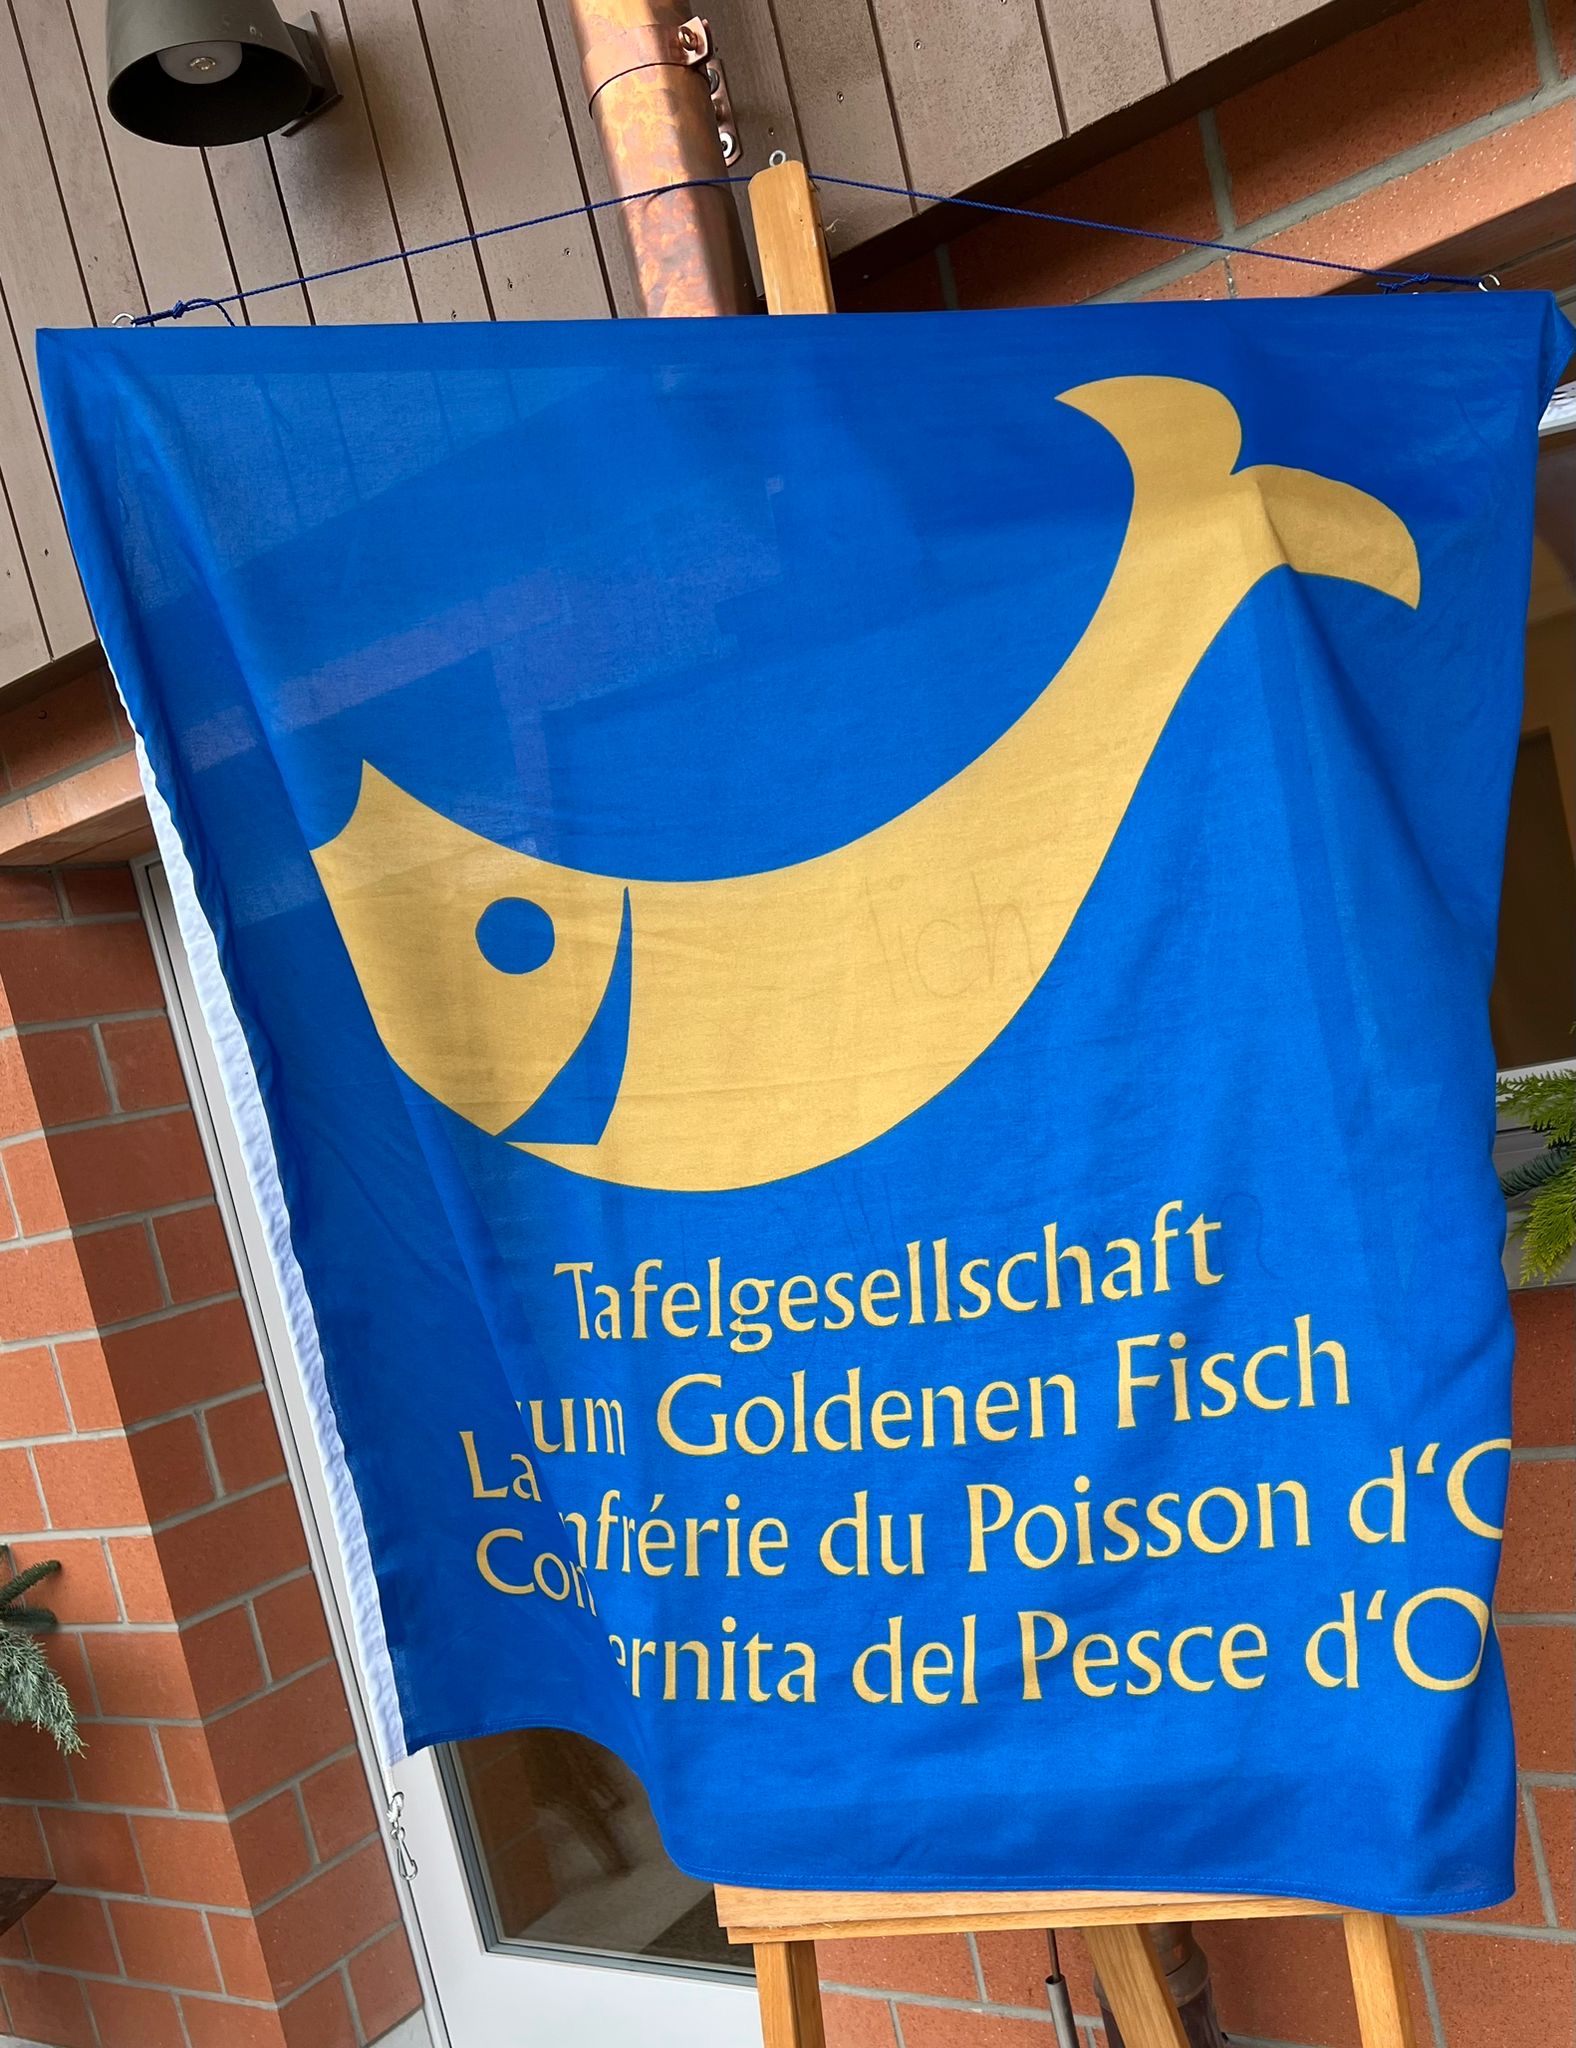 Tafelgesellschaft
zum Goldenen Fisch
La nfrérie du Poisson d‘O
Con ernita del Pesce d‘O